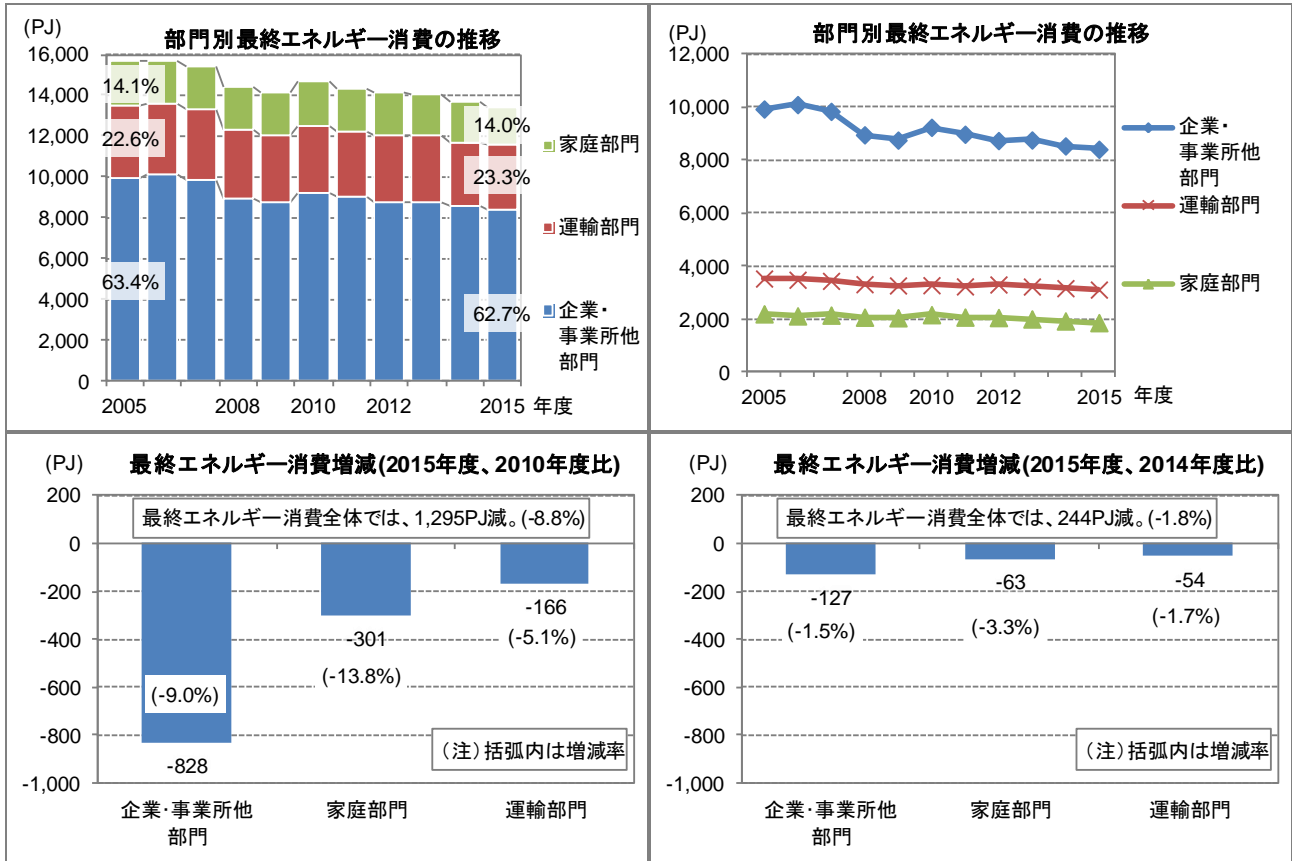 部門別最終エネルギー消費の推移
(PJ)
16,000
14,000
12,000
10,000
8,000
6,000
4,000
2,000
0
14.1%
22.6%
63.4%
14.0%
23.3%
62.7%
家庭部門
運輸部門
企業・
事業所他
部門
2005
2008
2010
2012
2015
年度
部門別最終エネルギー消費の推移
(PJ)
12,000
10,000
8,000
6,000
4,000
2,000
0
企業・
事業所他
部門
運輸部門
家庭部門
2005
2008
2010
2012
2015
年度
(PJ)
最終エネルギー消費増減(2015年度、2010年度比)
200
0
-200
-400
-600
-800
-1,000
最終エネルギー消費全体では、1,295PJ減。(-8.8%)
(-9.0%)
-828
-301
(-13.8%)
-166
(-5.1%)
（注）括弧内は増減率
企業・事業所他
部門
家庭部門
運輸部門
(PJ)
最終エネルギー消費増減(2015年度、2014年度比)
200
0
-200
-400
-600
-800
-1,000
最終エネルギー消費全体では、244PJ減。(-1.8%)
-127
(-1.5%)
-63
(-3.3%)
-54
(-1.7%)
（注）括弧内は増減率
企業・事業所他
部門
家庭部門
運輸部門